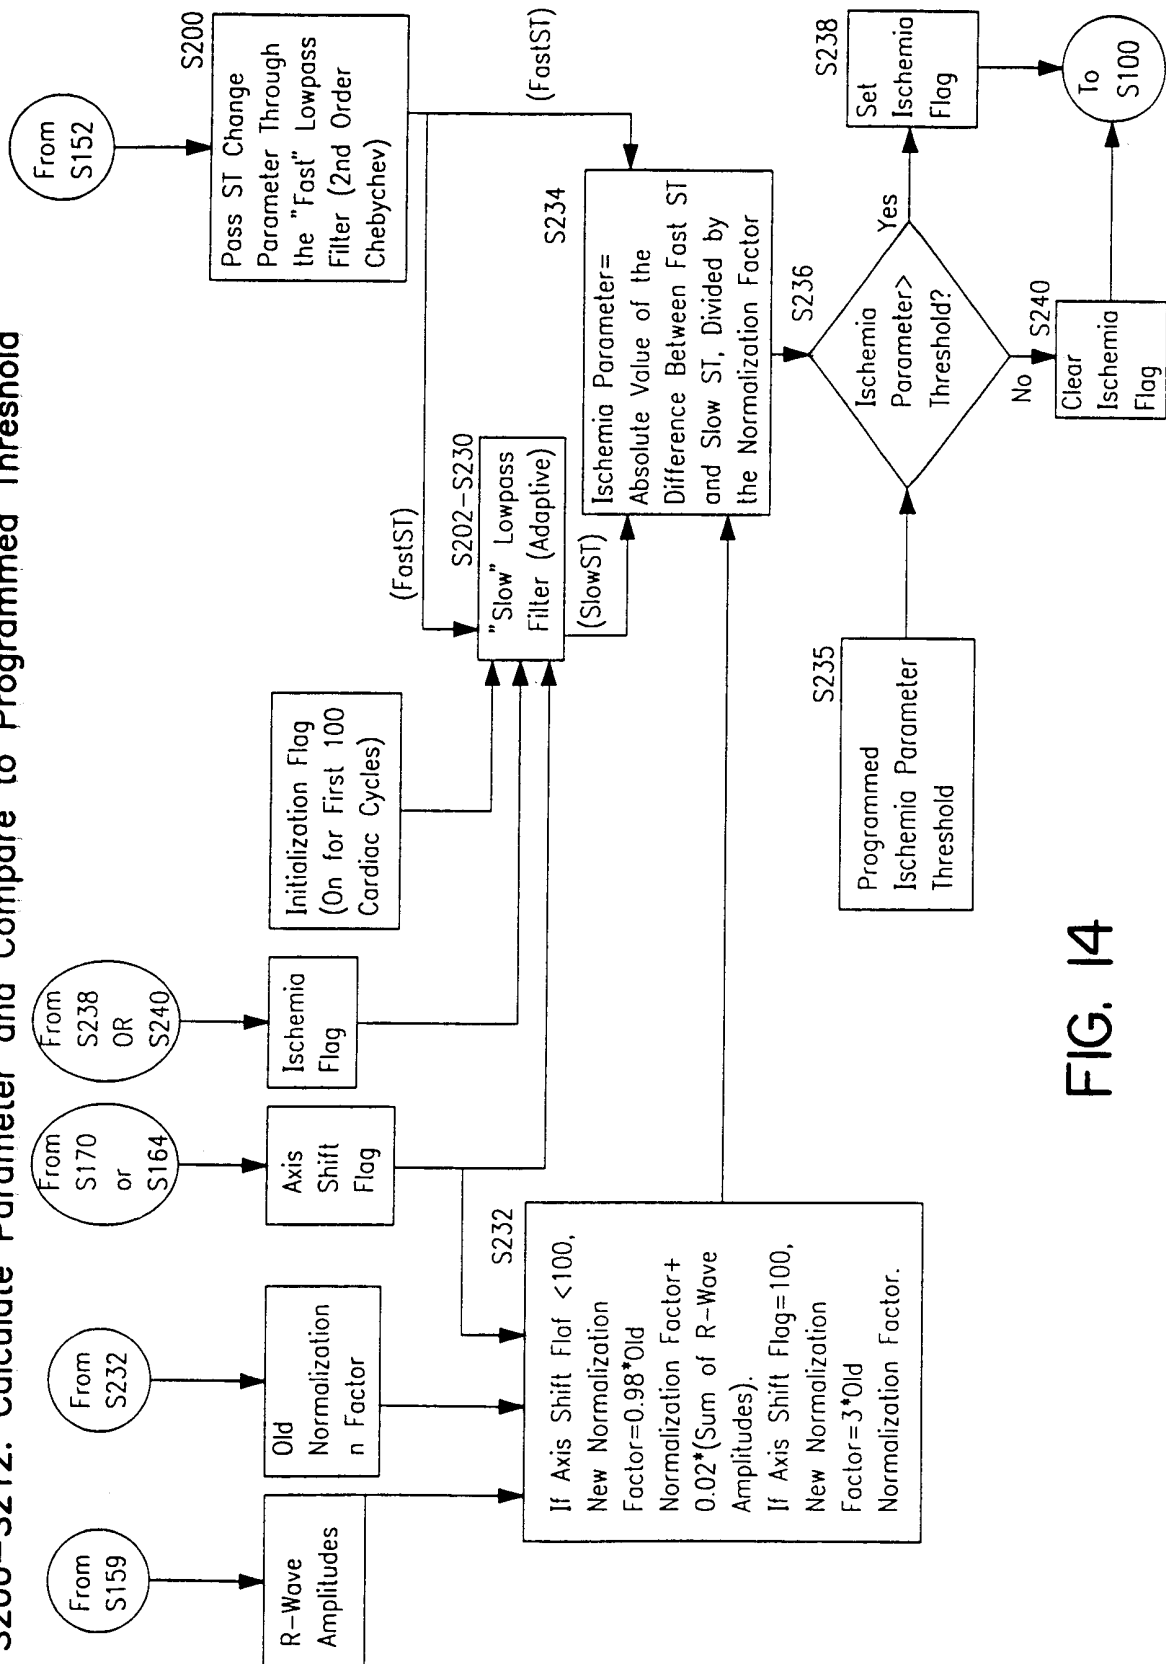 S200–S212: Calculate Parameter and Compare to Programmed Threshold
From
S159
R–Wave
Amplitudes
From
S232
Old
Normalization
n Factor
From
S170
or
S164
Axis
Shift
Flag
From
S238
OR
S240
Ischemia
Flag
Initialization Flag
(On for First 100
Cardiac Cycles)
From
S152
S200
Pass ST Change
Parameter Through
the "Fast" Lowpass
Filter (2nd Order
Chebychev)
(FastST)
(FastST)
S202–S230
"Slow" Lowpass
Filter (Adaptive)
(SlowST)
S232
If Axis Shift Flaf <100,
New Normalization
Factor=0.98*Old
Normalization Factor+
0.02*(Sum of R–Wave
Amplitudes).
If Axis Shift Flag=100,
New Normalization
Factor=3*Old
Normalization Factor.
S234
Ischemia Parameter=
Absolute Value of the
Difference Between Fast ST
and Slow ST, Divided by
the Normalization Factor
S235
Programmed
Ischemia Parameter
Threshold
S236
Ischemia
Parameter>
Threshold?
Yes
No
S238
Set
Ischemia
Flag
S240
Clear
Ischemia
Flag
To
S100
FIG. 14